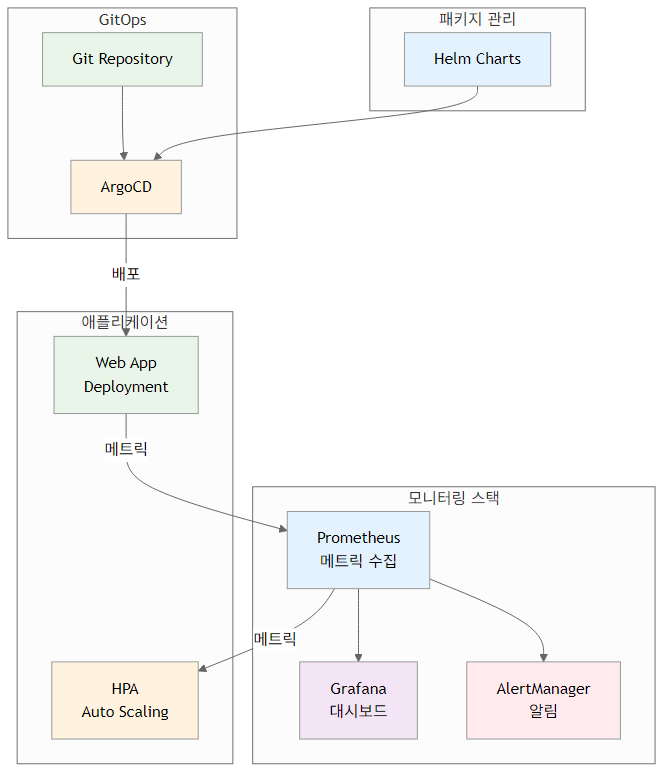 GitOps
패키지 관리
Git Repository
Helm Charts
ArgoCD
배포
애플리케이션
Web App
Deployment
메트릭
모니터링 스택
Prometheus
메트릭 수집
메트릭
HPA
Auto Scaling
Grafana
대시보드
AlertManager
알림